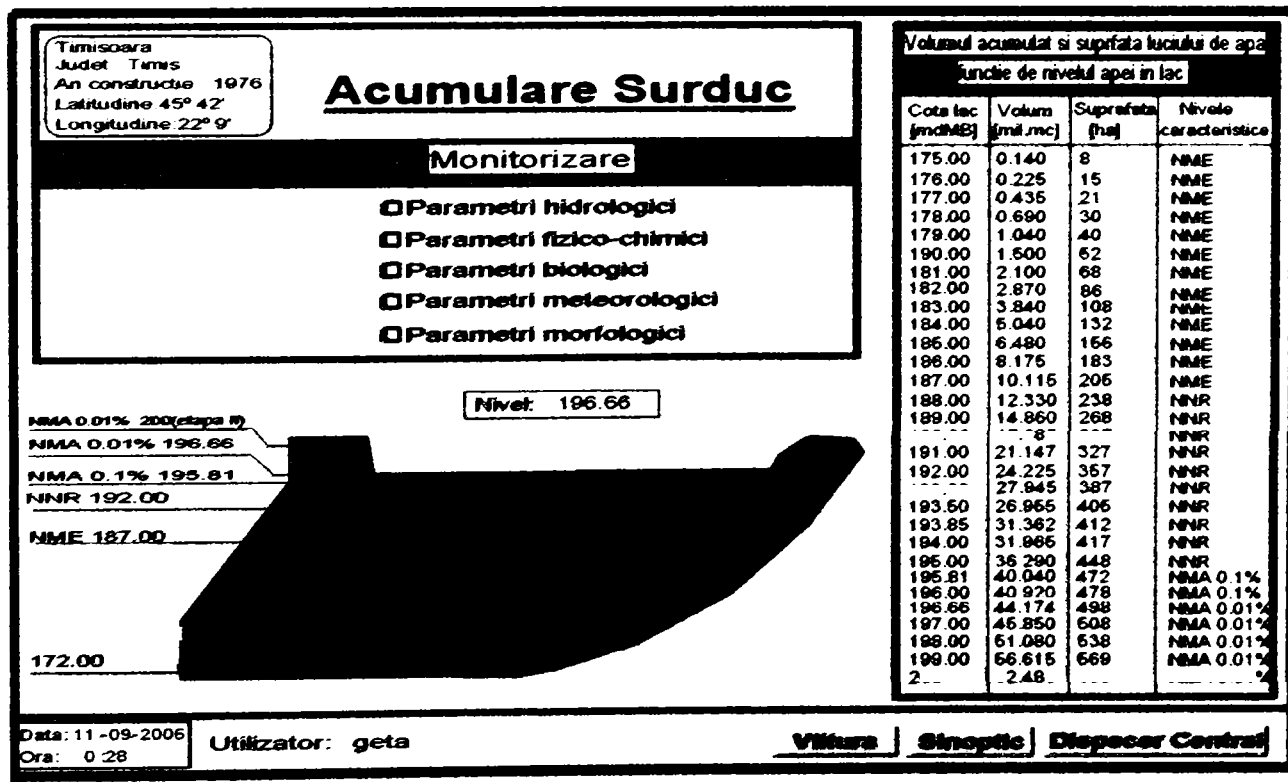 Timisoara
Judet Timis
An constructie 1976
Latitudine 45° 42'
Longitudine: 22° 9'
Acumulare Surduc
Monitorizare
Parametri hidrologici
Parametri fizico-chimici
Parametri biologici
Parametri meteorologici
Parametri morfologici
Nivel: 196.66
NMA 0.01% 200(etapa II)
NMA 0.01% 196.66
NMA 0.1% 195.81
NNR 192.00
NME 187.00
172.00
Volumul acumulat si suprfata luciului de apa
functie de nivelul apei in lac
Cota lac Volum Suprafata Nivele
[mdMB] [mil.mc] [ha] caracteristice
175.00 0.140 8 NME
176.00 0.225 15 NME
177.00 0.435 21 NME
178.00 0.690 30 NME
179.00 1.040 40 NME
190.00 1.500 52 NME
181.00 2.100 68 NME
182.00 2.870 86 NME
183.00 3.840 108 NME
184.00 5.040 132 NME
185.00 6.480 156 NME
186.00 8.175 183 NME
187.00 10.115 205 NME
188.00 12.330 238 NNR
189.00 14.860 268 NNR
NNR
191.00 21.147 327 NNR
192.00 24.225 357 NNR
27.945 387 NNR
193.50 26.955 405 NNR
193.85 31.362 412 NNR
194.00 31.985 417 NNR
195.00 36.290 448 NNR
195.81 40.040 472 NMA 0.1%
196.00 40.920 478 NMA 0.1%
196.66 44.174 498 NMA 0.01%
197.00 45.850 508 NMA 0.01%
198.00 51.080 538 NMA 0.01%
199.00 56.615 569 NMA 0.01%
Data: 11-09-2006
Ora: 0:28
Utilizator: geta
Viitura
Sinoptic
Dispecer Central